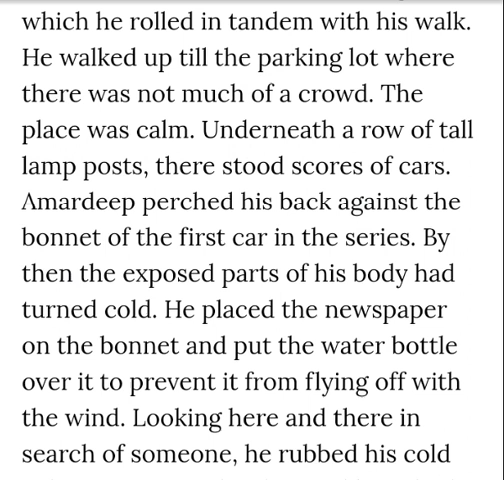 which he rolled in tandem with his walk.
He walked up till the parking lot where
there was not much of a crowd. The
place was calm. Underneath a row of tall
lamp posts, there stood scores of cars.
Amardeep perched his back against the
bonnet of the first car in the series. By
then the exposed parts of his body had
turned cold. He placed the newspaper
on the bonnet and put the water bottle
over it to prevent it from flying off with
the wind. Looking here and there in
search of someone, he rubbed his cold